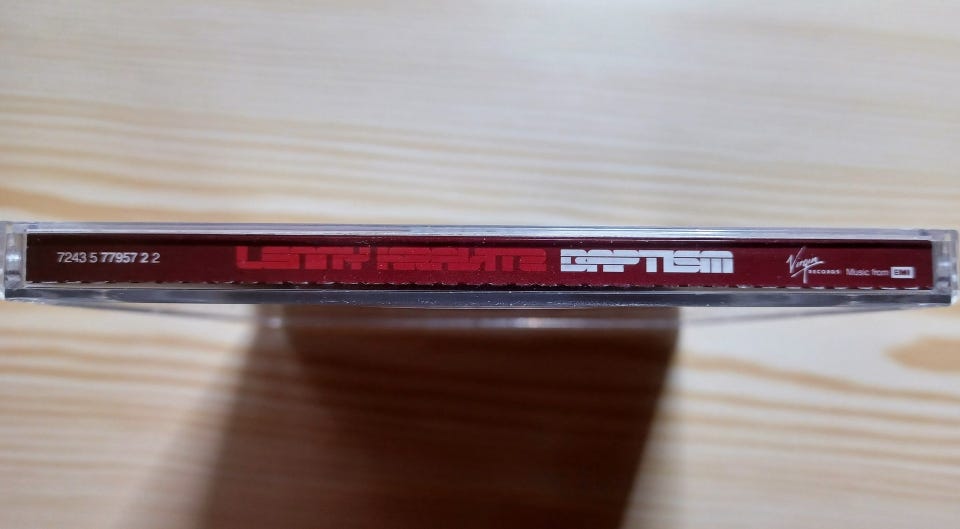 7243 5 77957 2 2 LENNY KRAVITZ BAPTISM Virgin RECORDS Music from EMI